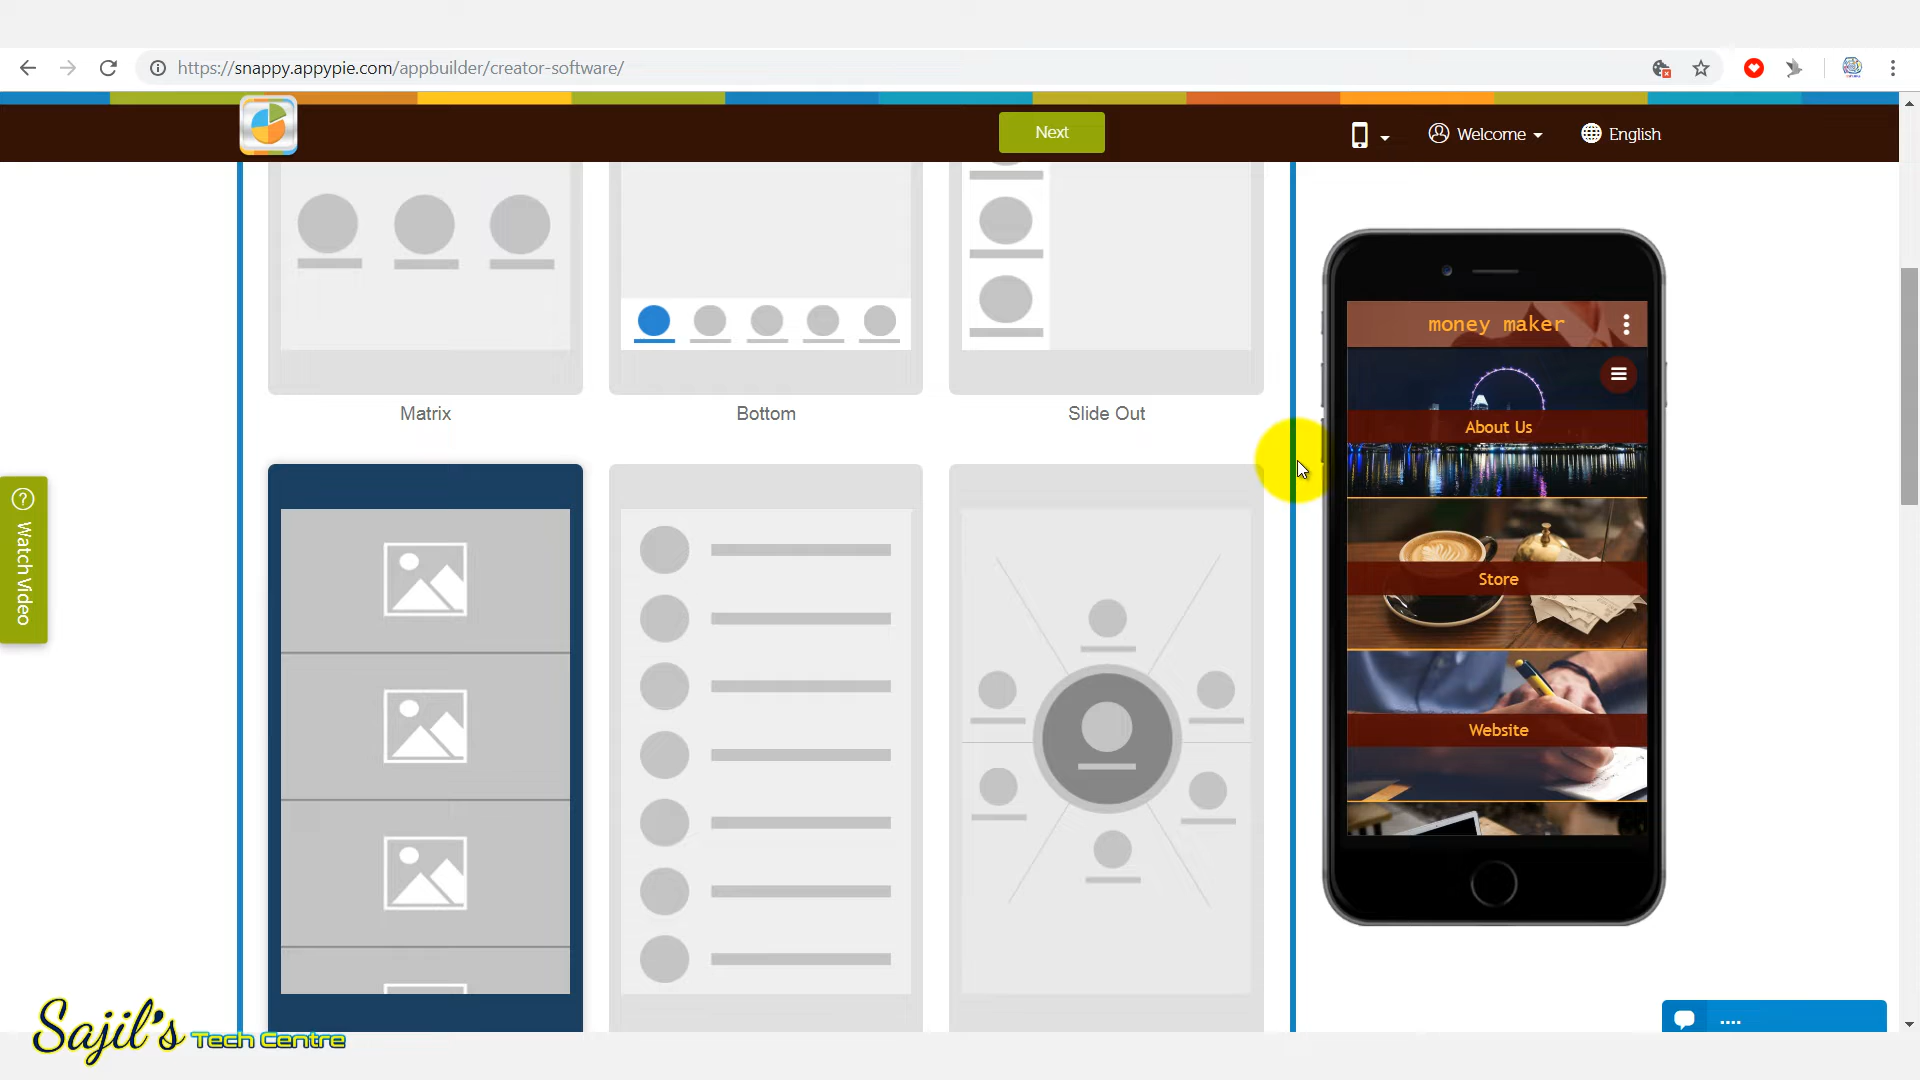 https://snappy.appypie.com/appbuilder/creator-software/
Next
Welcome
English
Matrix
Bottom
Slide Out
Watch Video
money maker
About Us
Store
Website
....
Sajil's
Tech Centre